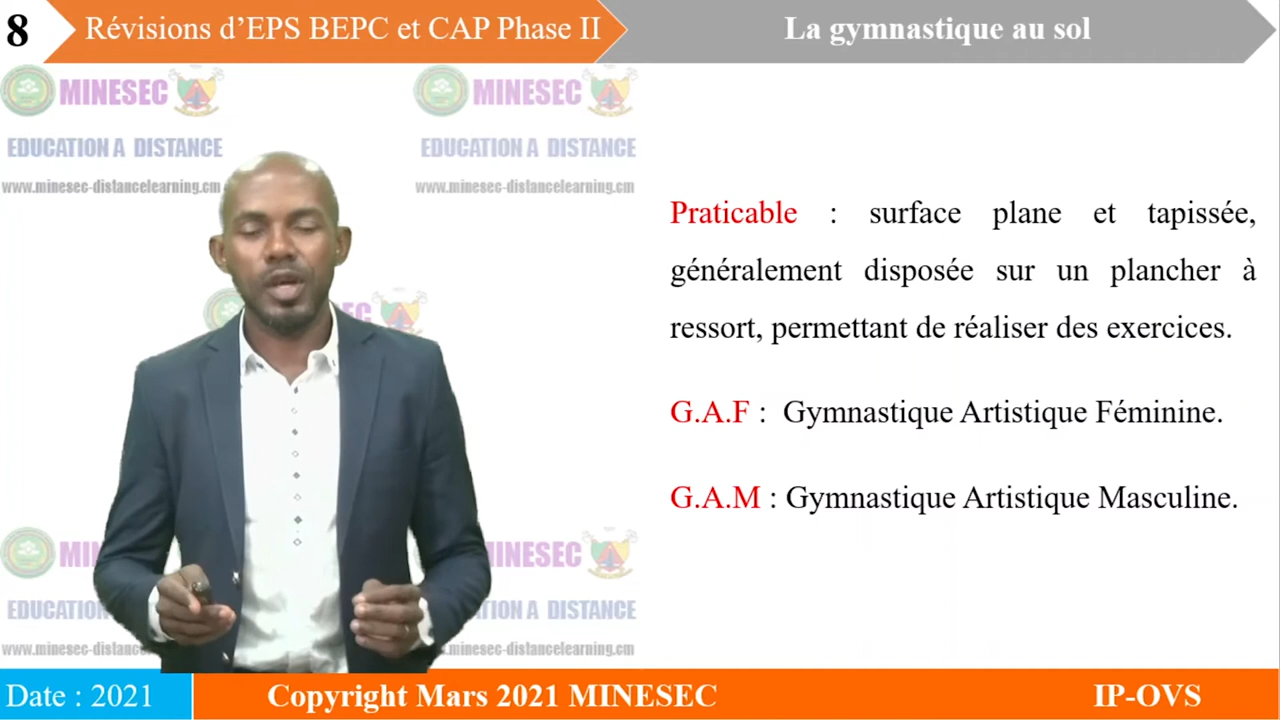 8
Révisions d’EPS BEPC et CAP Phase II
La gymnastique au sol
MINESEC
MINESEC
EDUCATION A DISTANCE
EDUCATION A DISTANCE
www.minesec-distancelearning.cm
www.minesec-distancelearning.cm
Praticable : surface plane et tapissée,
généralement disposée sur un plancher à
ressort, permettant de réaliser des exercices.
G.A.F : Gymnastique Artistique Féminine.
G.A.M : Gymnastique Artistique Masculine.
Date : 2021
Copyright Mars 2021 MINESEC
IP-OVS